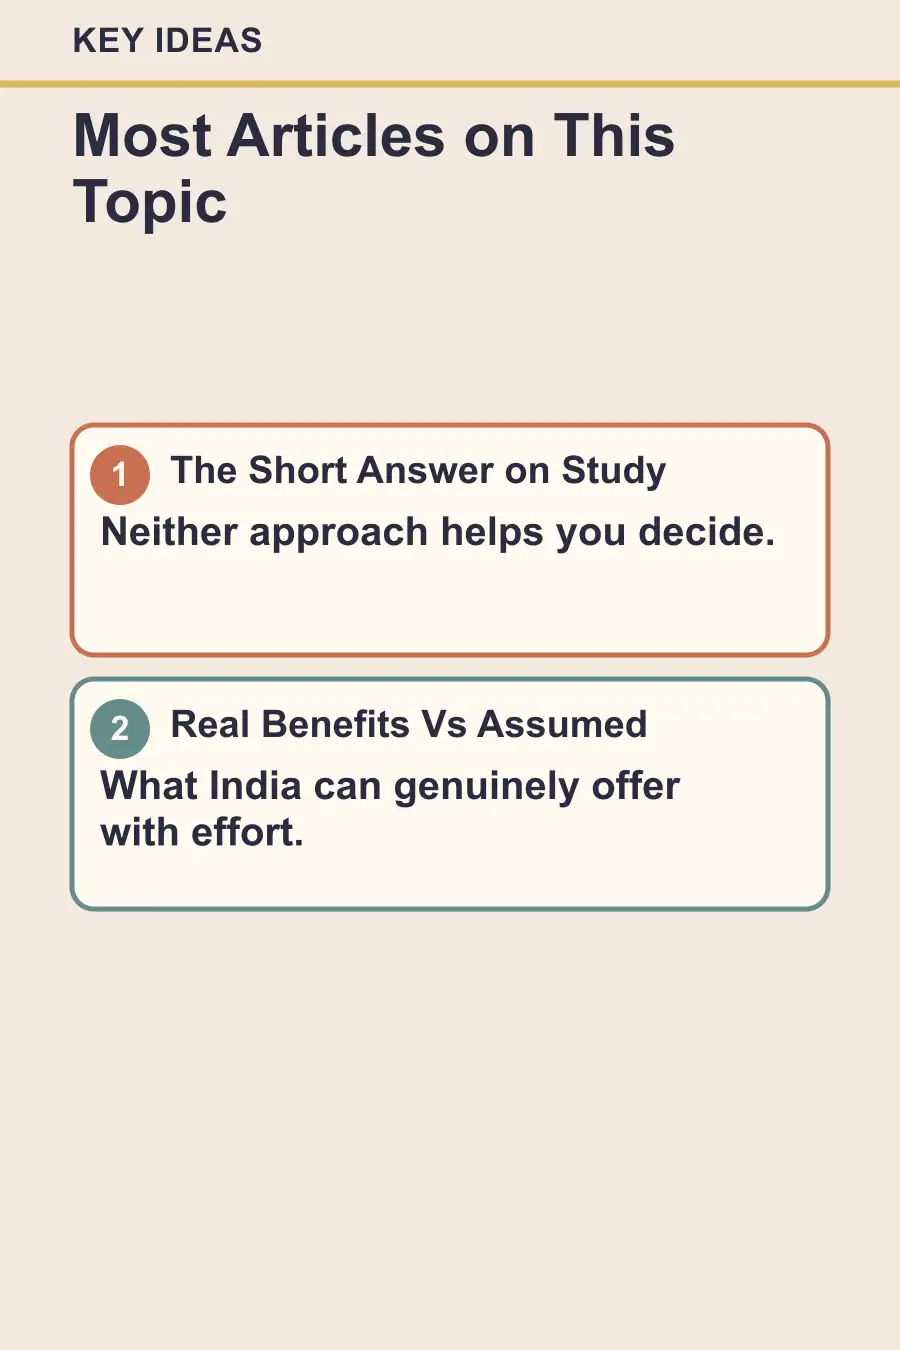 KEY IDEAS
Most Articles on This
Topic
1
The Short Answer on Study
Neither approach helps you decide.
2
Real Benefits Vs Assumed
What India can genuinely offer
with effort.